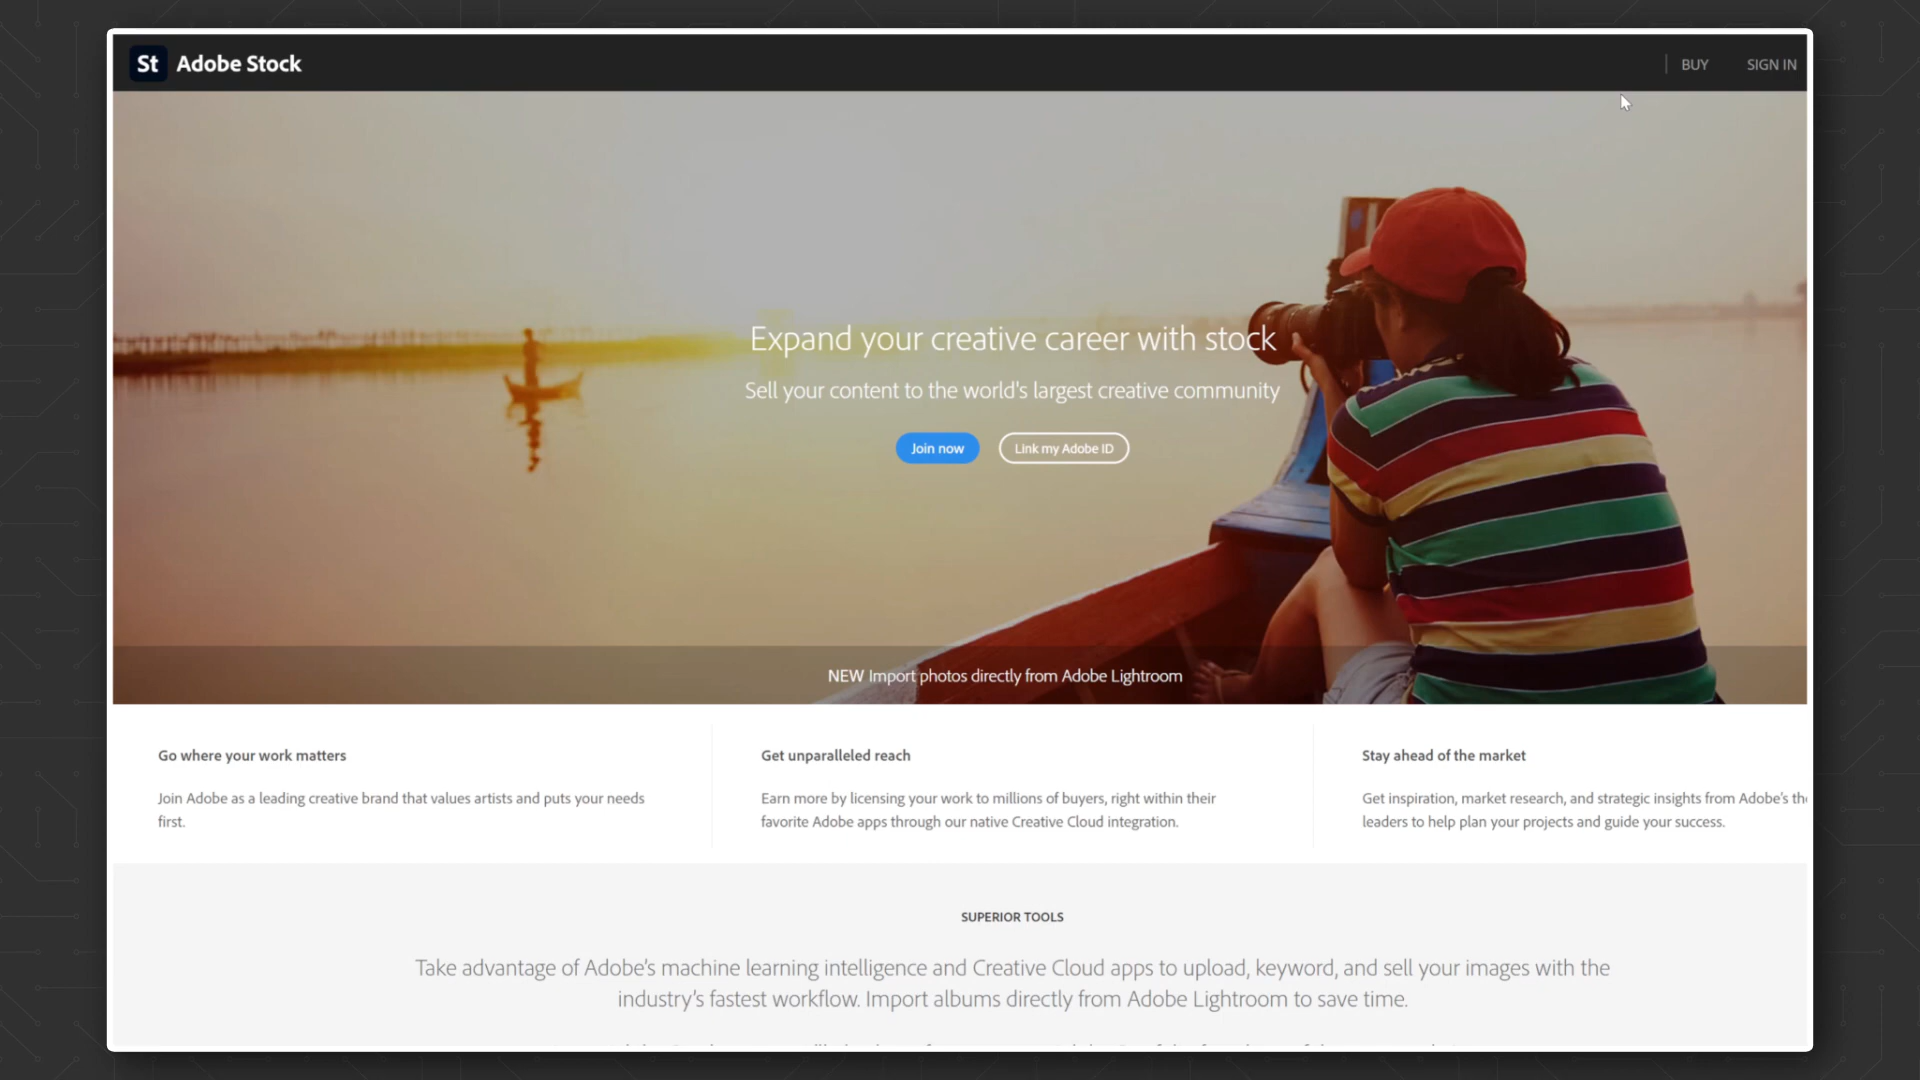 St Adobe Stock
BUY
SIGN IN
Expand your creative career with stock
Sell your content to the world's largest creative community
Join now
Link my Adobe ID
NEW Import photos directly from Adobe Lightroom
Go where your work matters
Join Adobe as a leading creative brand that values artists and puts your needs
first.
Get unparalleled reach
Earn more by licensing your work to millions of buyers, right within their
favorite Adobe apps through our native Creative Cloud integration.
Stay ahead of the market
Get inspiration, market research, and strategic insights from Adobe's
leaders to help plan your projects and guide your success.
SUPERIOR TOOLS
Take advantage of Adobe's machine learning intelligence and Creative Cloud apps to upload, keyword, and sell your images with the
industry's fastest workflow. Import albums directly from Adobe Lightroom to save time.